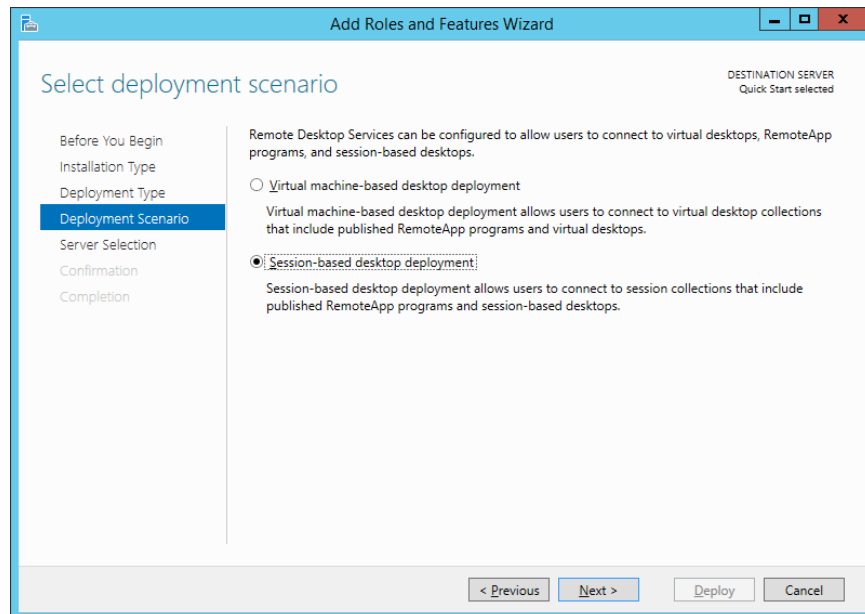 Add Roles and Features Wizard
Select deployment scenario
DESTINATION SERVER
Quick Start selected
Before You Begin
Installation Type
Deployment Type
Deployment Scenario
Server Selection
Confirmation
Completion
Remote Desktop Services can be configured to allow users to connect to virtual desktops, RemoteApp
programs, and session-based desktops.
Virtual machine-based desktop deployment
Virtual machine-based desktop deployment allows users to connect to virtual desktop collections
that include published RemoteApp programs and virtual desktops.
Session-based desktop deployment
Session-based desktop deployment allows users to connect to session collections that include
published RemoteApp programs and session-based desktops.
< Previous
Next >
Deploy
Cancel